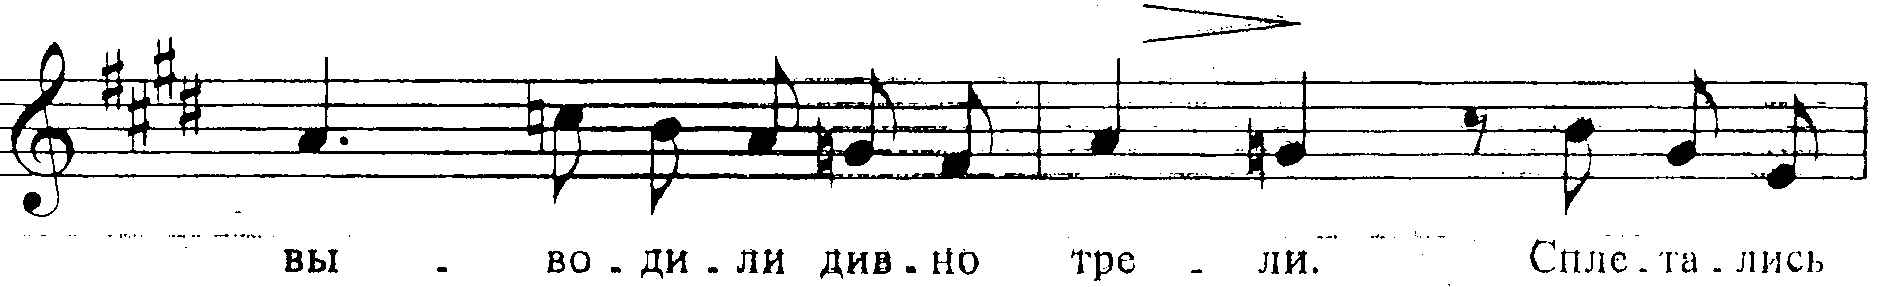 вы - во - ди - ли див - но тре - ли. Спле - та - лись